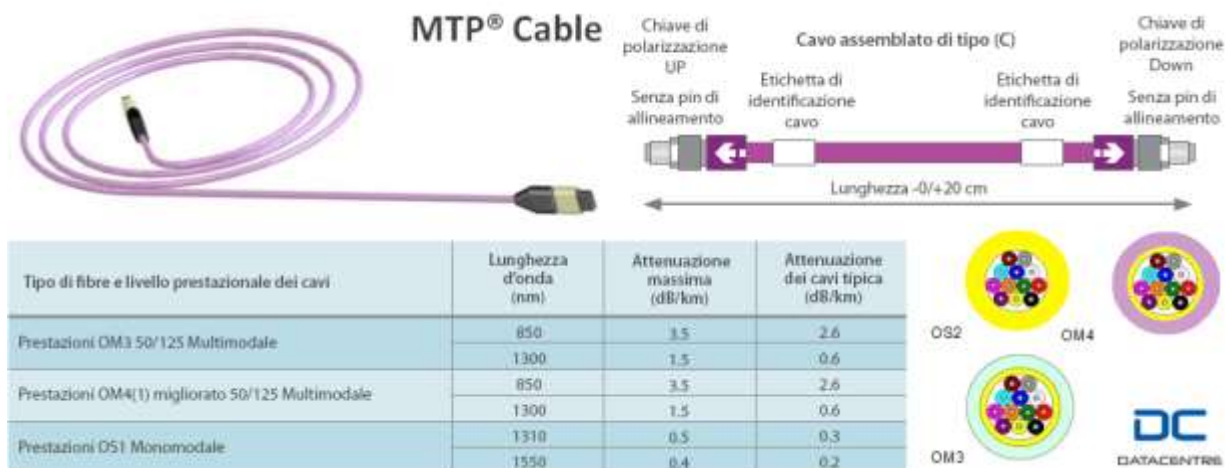 MTP® Cable
Chiave di
polarizzazione
UP
Senza pin di
allineamento
Cavo assemblato di tipo (C)
Etichetta di
identificazione
cavo
Etichetta di
identificazione
cavo
Chiave di
polarizzazione
Down
Senza pin di
allineamento
Lunghezza -0/+20 cm
Tipo di fibre e livello prestazionale dei cavi
Lunghezza
d'onda
(nm)
Attenuazione
massima
(dB/km)
Attenuazione
dei cavi típica
(dB/km)
Prestazioni OM3 50/125 Multimodale
850 3.5 2.6
1300 1.5 0.6
Prestazioni OM4(1) migliorato 50/125 Multimodale
850 3.5 2.6
1300 1.5 0.6
Prestazioni OS1 Monomodale
1310 0.5 0.3
1550 0.4 0.2
OS2
OM4
OM3
DC
DATACENTRE